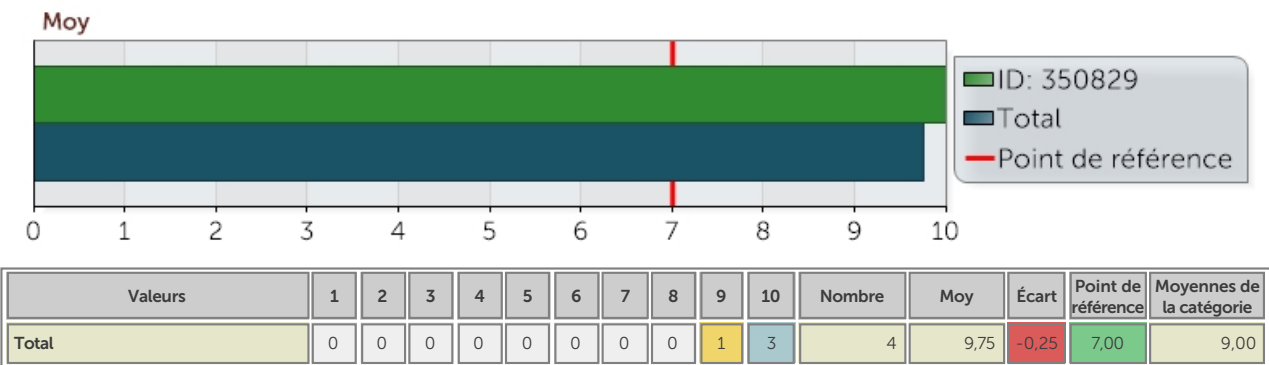 Moy
ID: 350829
Total
Point de référence
0 1 2 3 4 5 6 7 8 9 10
Valeurs 1 2 3 4 5 6 7 8 9 10 Nombre Moy Écart Point de référence Moyennes de la catégorie
Total 0 0 0 0 0 0 0 0 1 3 4 9,75 -0,25 7,00 9,00